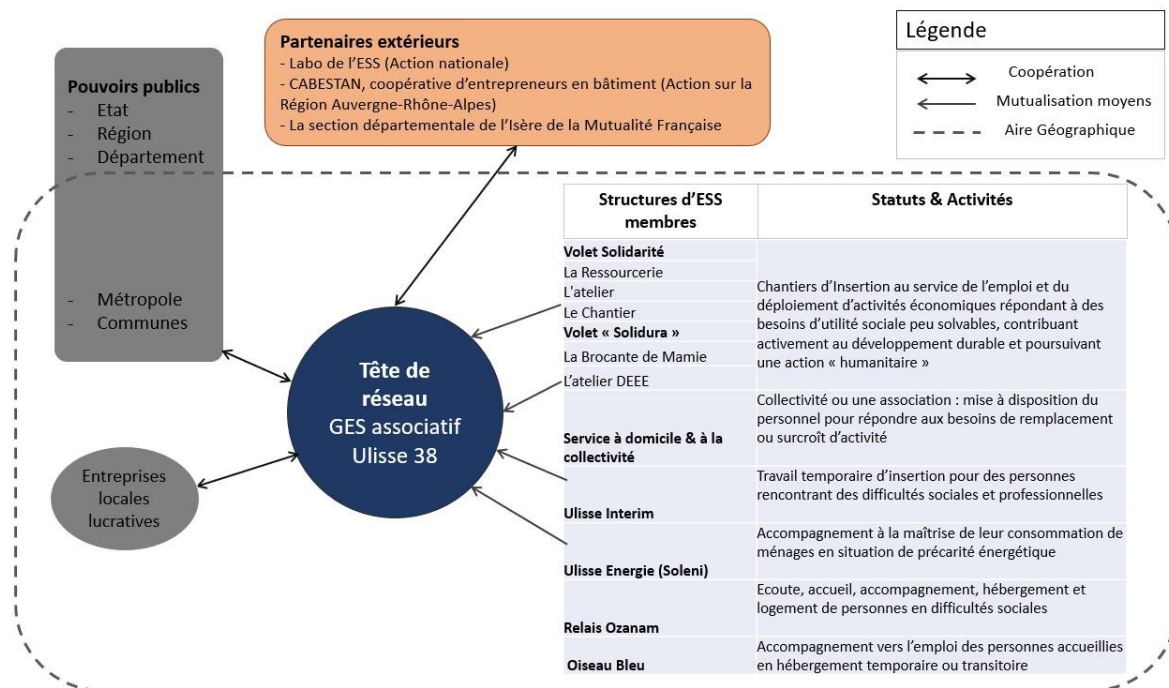 Pouvoirs publics
- Etat
- Région
- Département
- Métropole
- Communes
Partenaires extérieurs
- Labo de l'ESS (Action nationale)
- CABESTAN, coopérative d'entrepreneurs en bâtiment (Action sur la
Région Auvergne-Rhône-Alpes)
- La section départementale de l'Isère de la Mutualité Française
Légende
Coopération
Mutualisation moyens
Aire Géographique
Tête de
réseau
GES associatif
Ulisse 38
Entreprises
locales
lucratives
Structures d'ESS
membres
Statuts & Activités
Volet Solidarité
La Ressourcerie
L'atelier
Le Chantier
Volet « Solidura »
La Brocante de Mamie
L'atelier DEEE
Chantiers d'Insertion au service de l'emploi et du
déploiement d'activités économiques répondant à des
besoins d'utilité sociale peu solvables, contribuant
activement au développement durable et poursuivant
une action « humanitaire »
Service à domicile & à la
collectivité
Collectivité ou une association : mise à disposition du
personnel pour répondre aux besoins de remplacement
ou surcroît d'activité
Ulisse Interim
Travail temporaire d'insertion pour des personnes
rencontrant des difficultés sociales et professionnelles
Ulisse Energie (Soleni)
Accompagnement à la maîtrise de leur consommation de
ménages en situation de précarité énergétique
Relais Ozanam
Ecoute, accueil, accompagnement, hébergement et
logement de personnes en difficultés sociales
Oiseau Bleu
Accompagnement vers l'emploi des personnes accueillies
en hébergement temporaire ou transitoire